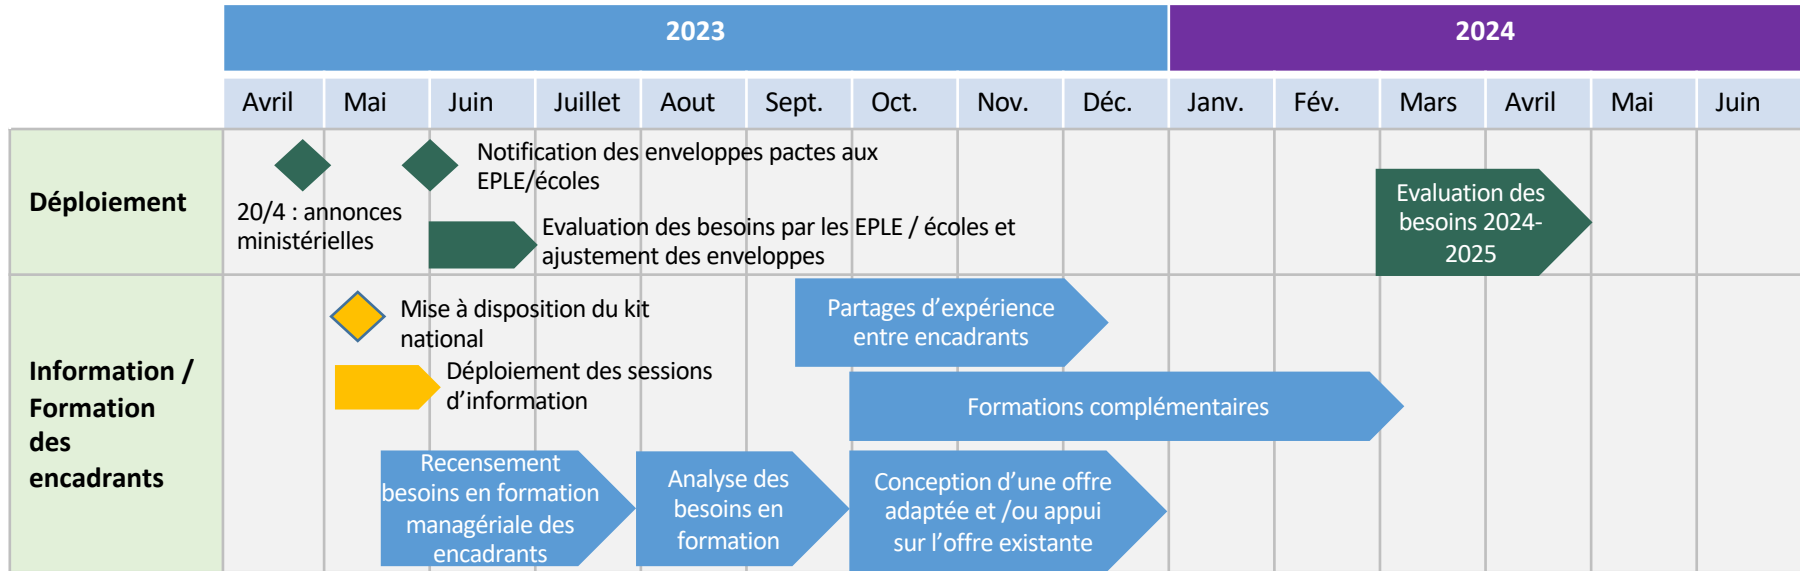 2023
2024
Avril
Mai
Juin
Juillet
Aout
Sept.
Oct.
Nov.
Déc.
Janv.
Fév.
Mars
Avril
Mai
Juin
Déploiement
Notification des enveloppes pactes aux
EPLE/écoles
20/4 : annonces
ministérielles
Evaluation des besoins par les EPLE / écoles et
ajustement des enveloppes
Evaluation des
besoins 2024-
2025
Information /
Formation
des
encadrants
Mise à disposition du kit
national
Déploiement des sessions
d’information
Partages d’expérience
entre encadrants
Formations complémentaires
Recensement
besoins en formation
managériale des
encadrants
Analyse des
besoins en
formation
Conception d’une offre
adaptée et /ou appui
sur l’offre existante